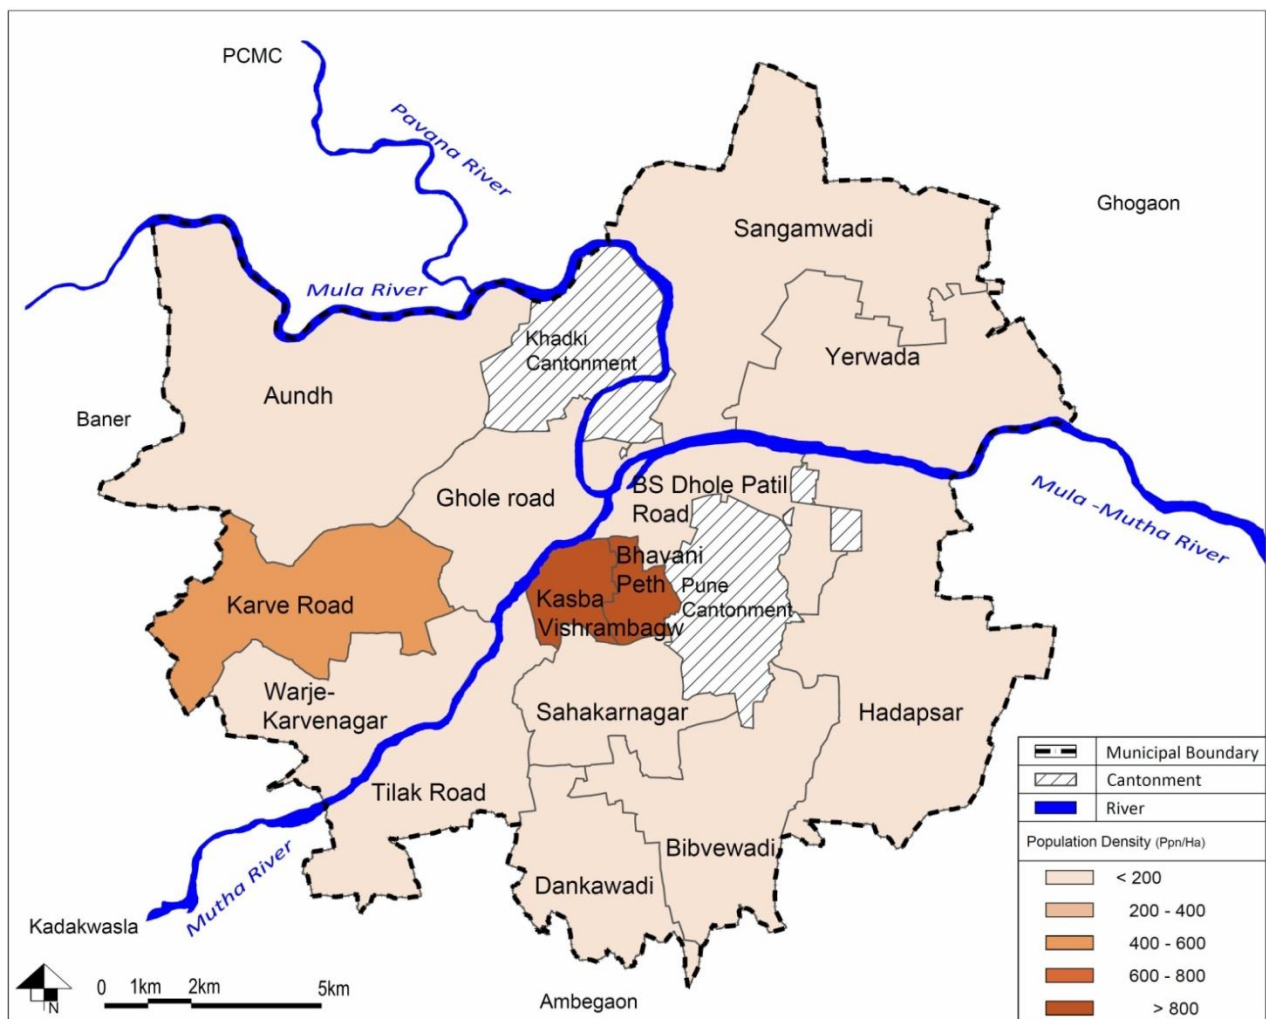 PCMC
Pavana River
Ghogaon
Sangamwadi
Mula River
Khadki
Cantonment
Yerwada
Aundh
Baner
BS Dhole Patil
Road
Ghole road
Mula -Mutha River
Bhavani
Peth
Pune
Cantonment
Karve Road
Kasba
Vishrambagw
Warje-
Karvenagar
Sahakarnagar
Hadapsar
Tilak Road
Bibvewadi
Dankawadi
Mutha River
Kadakwasla
Ambegaon
N
0 1km 2km 5km
Municipal Boundary
Cantonment
River
Population Density (Ppn/Ha)
< 200
200 - 400
400 - 600
600 - 800
> 800